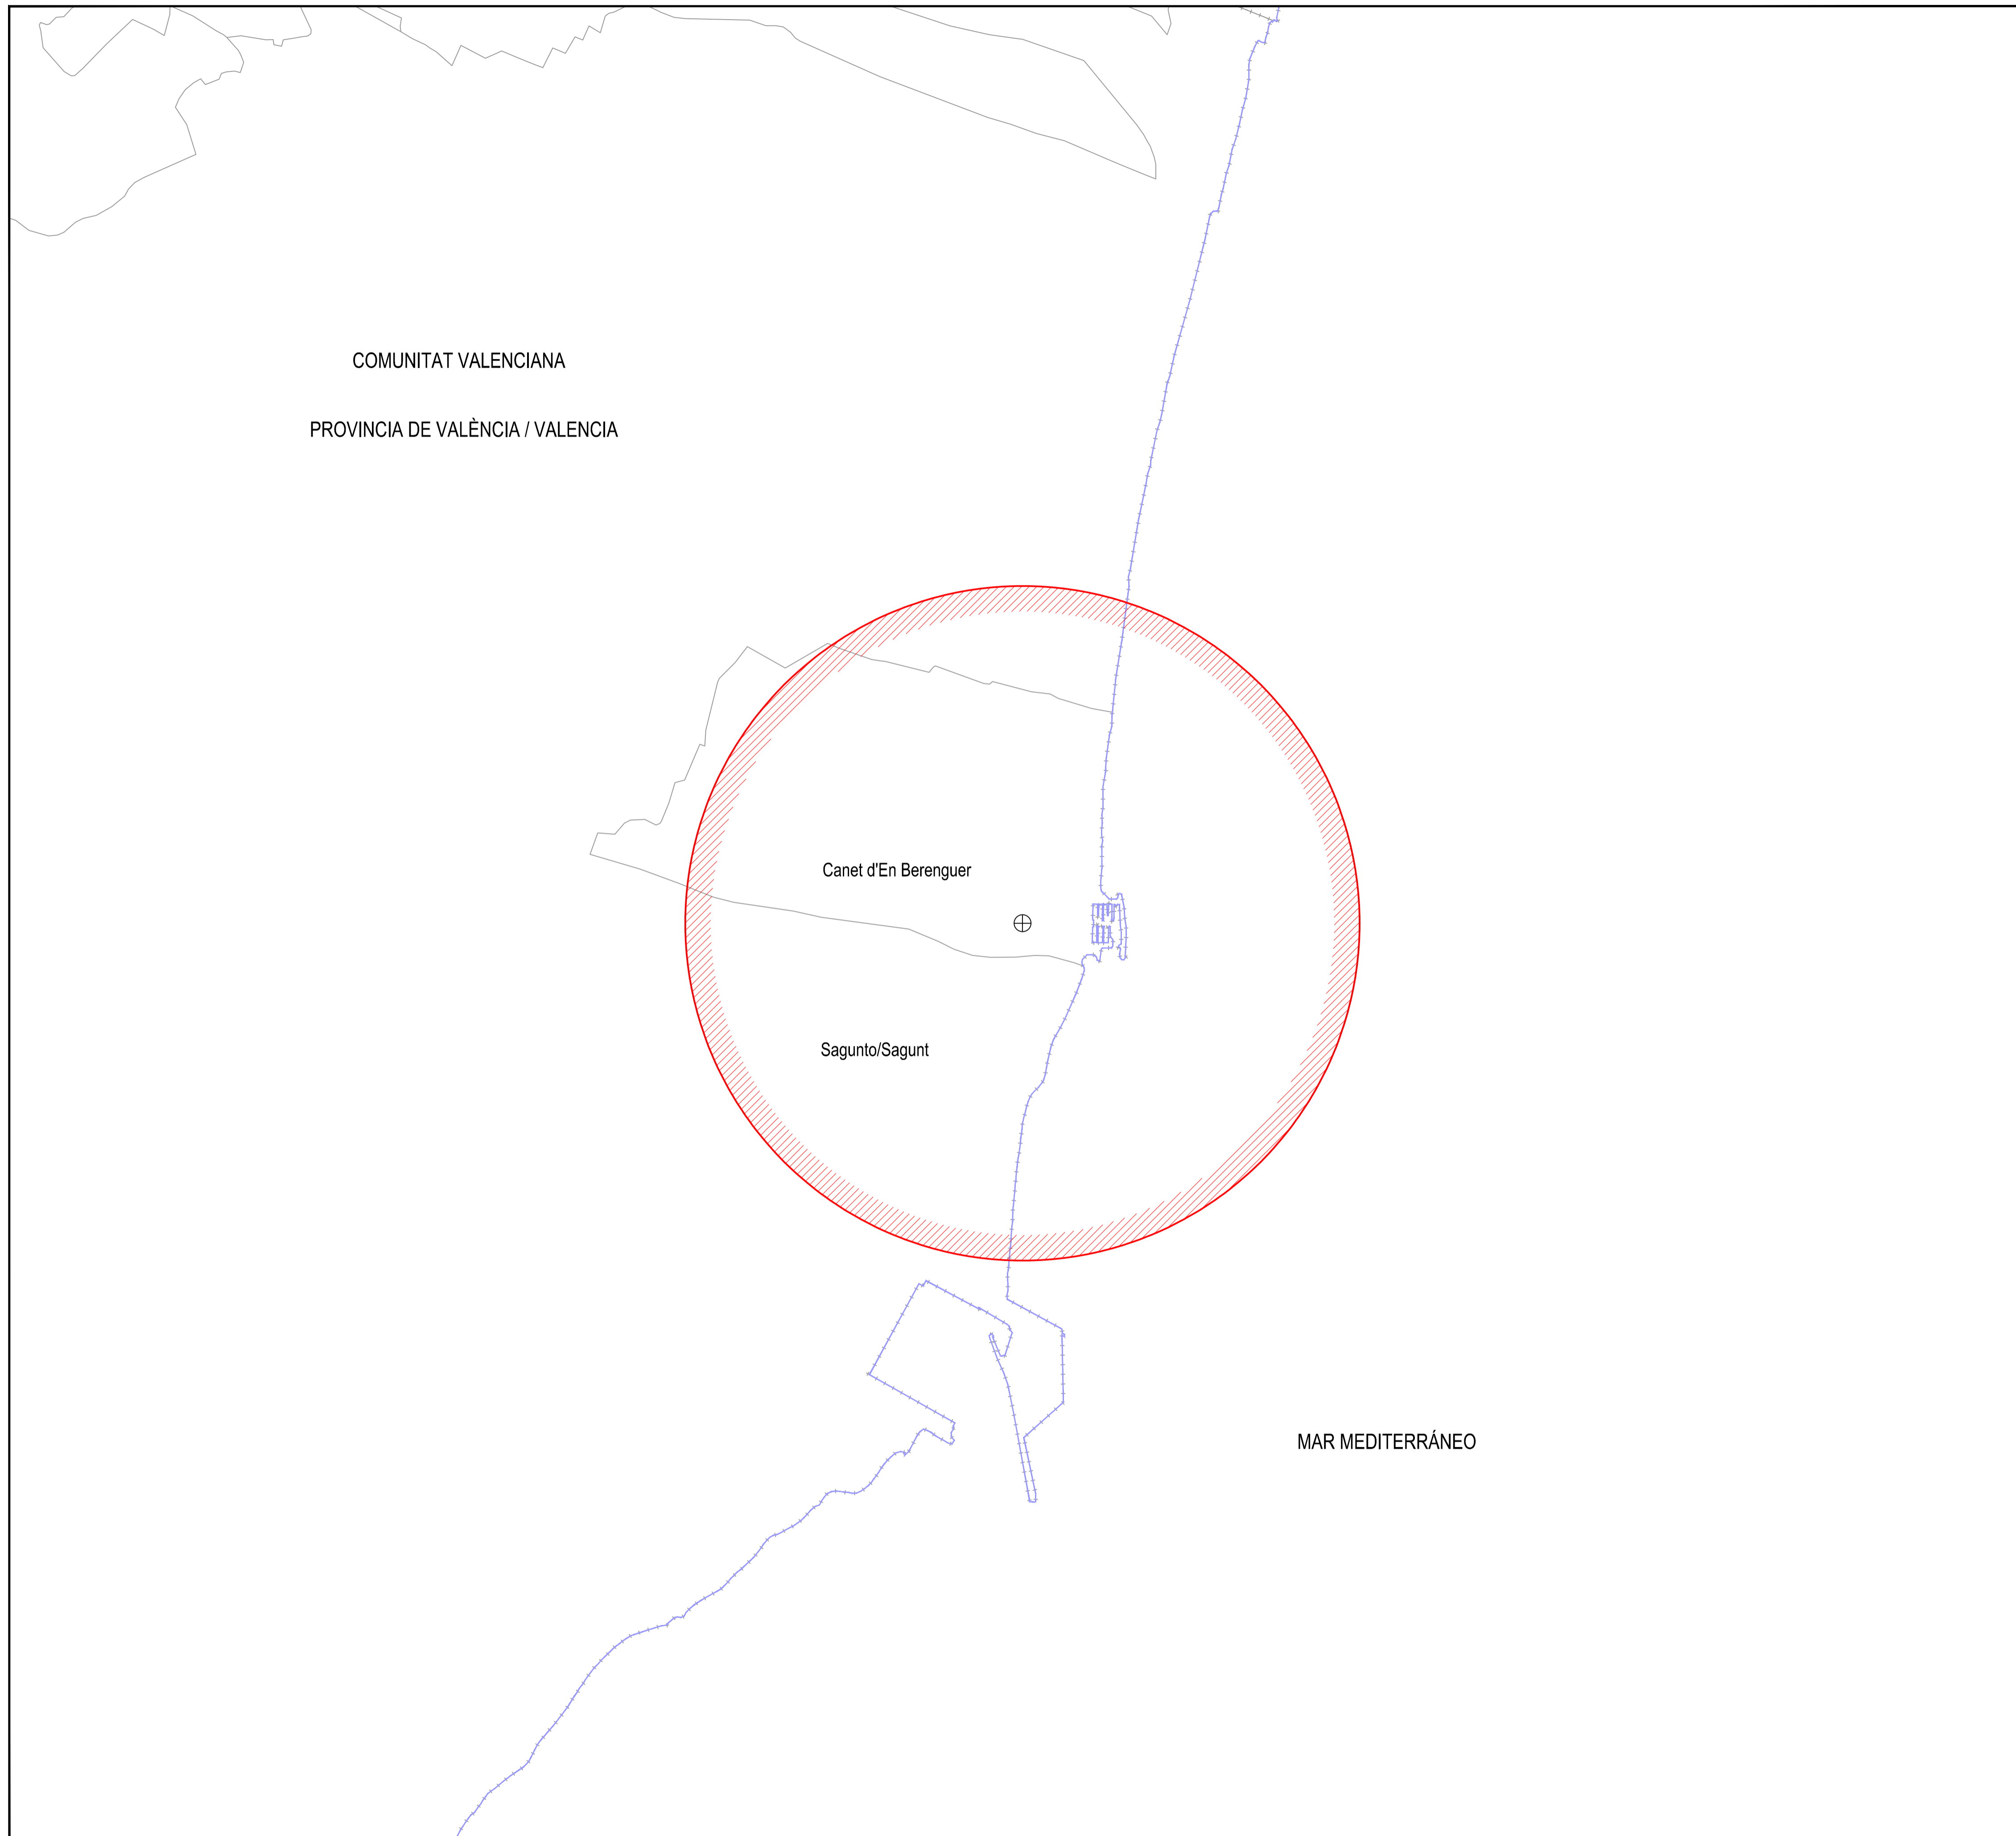 COMUNITAT VALENCIANA
PROVINCIA DE VALÈNCIA / VALENCIA
Canet d'En Berenguer
Sagunto/Sagunt
MAR MEDITERRÁNEO